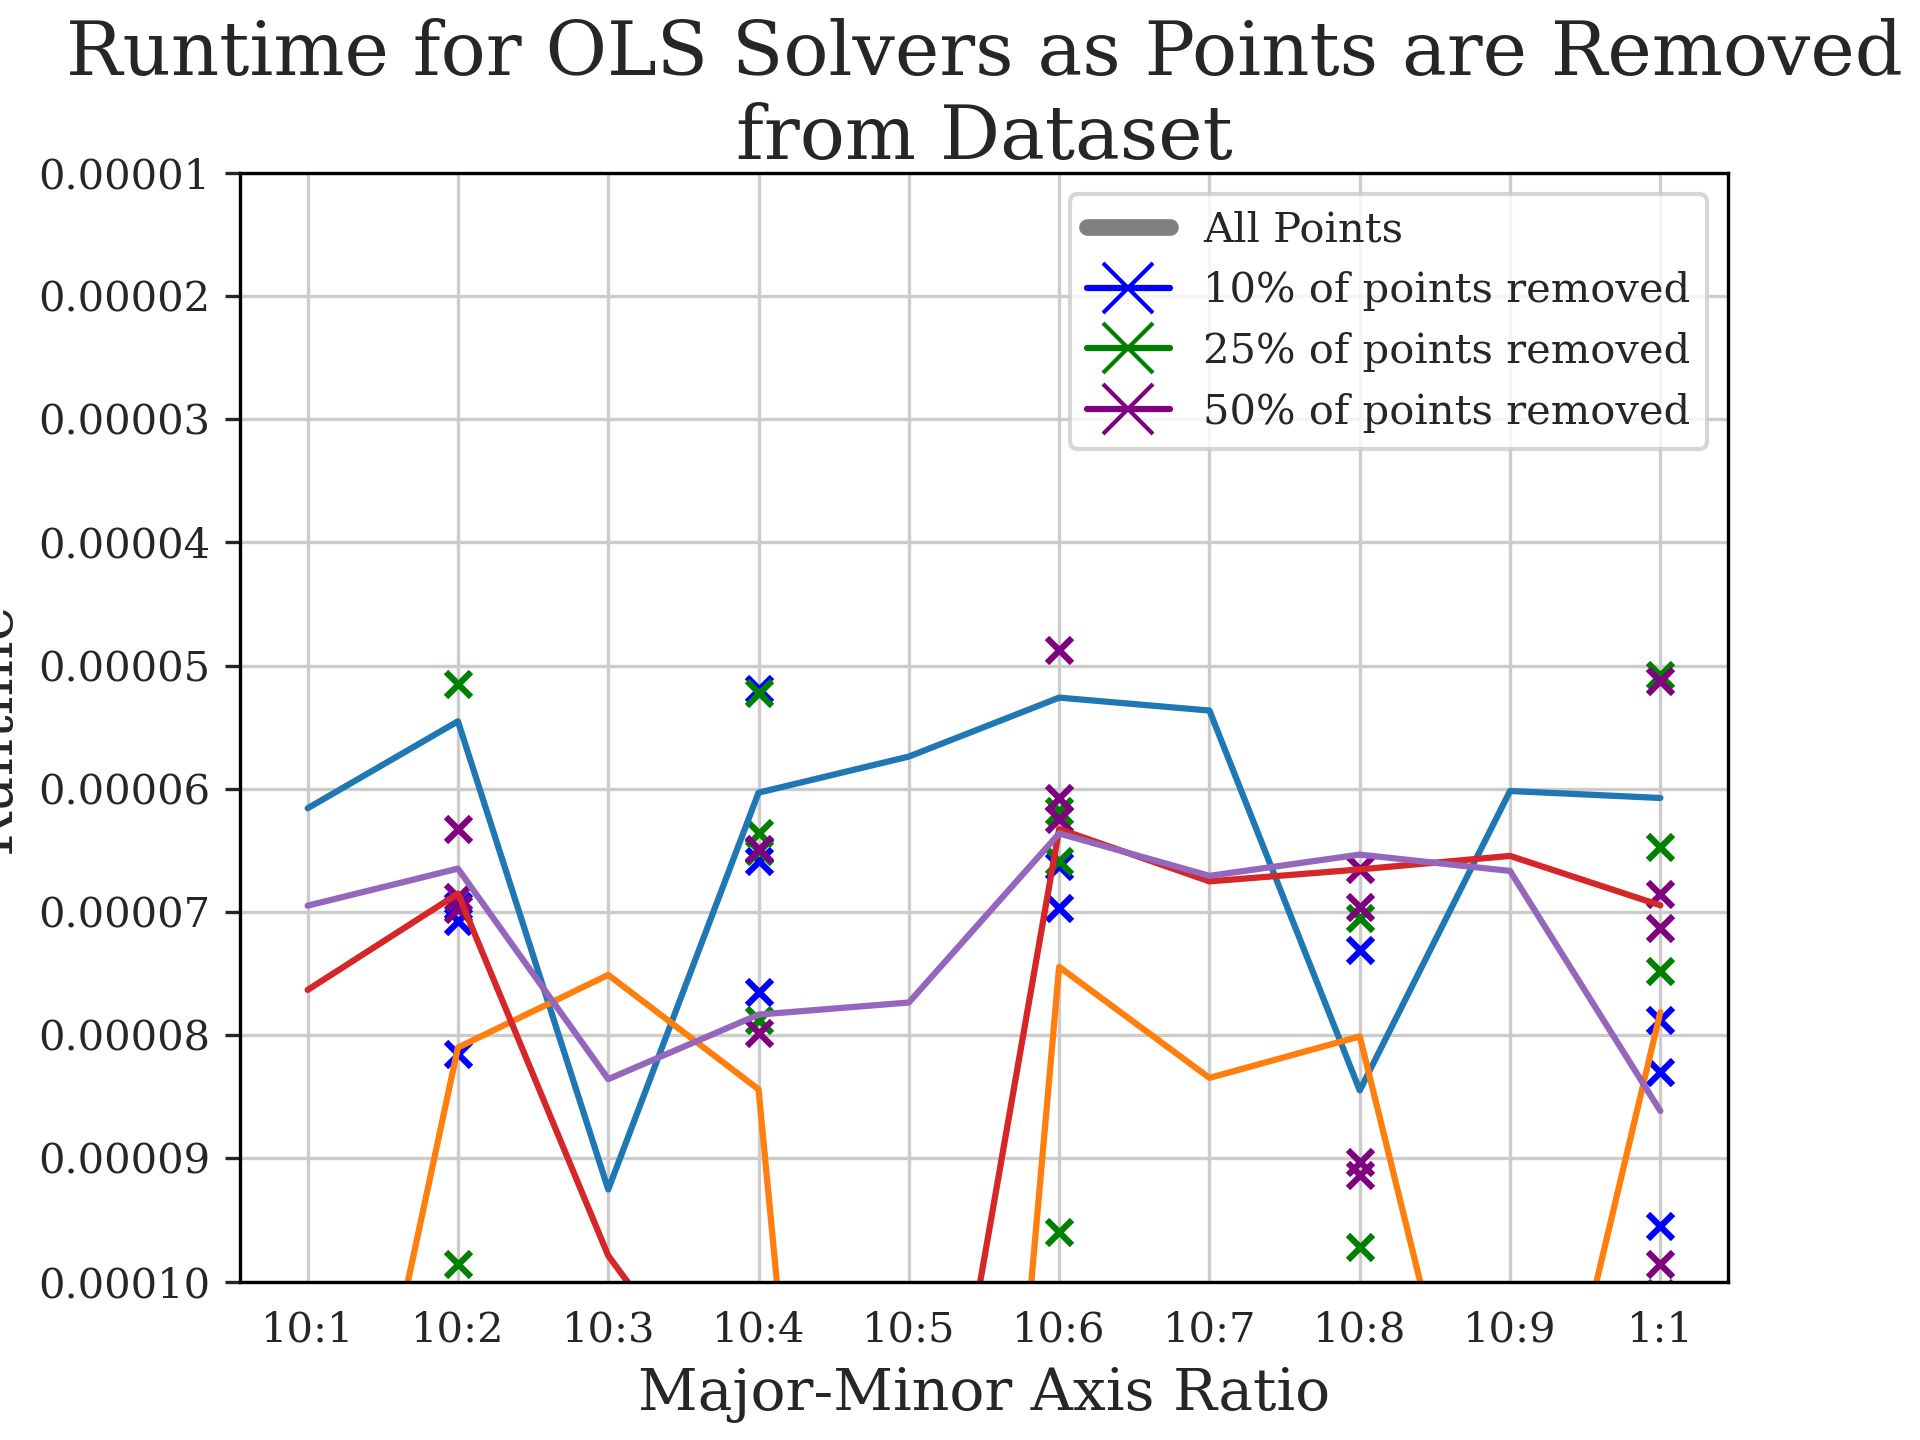 Runtime for OLS Solvers as Points are Removed
from Dataset
0.00001
0.00002
0.00003
0.00004
0.00005
0.00006
0.00007
0.00008
0.00009
0.00010
Runtime
All Points
10% of points removed
25% of points removed
50% of points removed
10:1 10:2 10:3 10:4 10:5 10:6 10:7 10:8 10:9 1:1
Major-Minor Axis Ratio